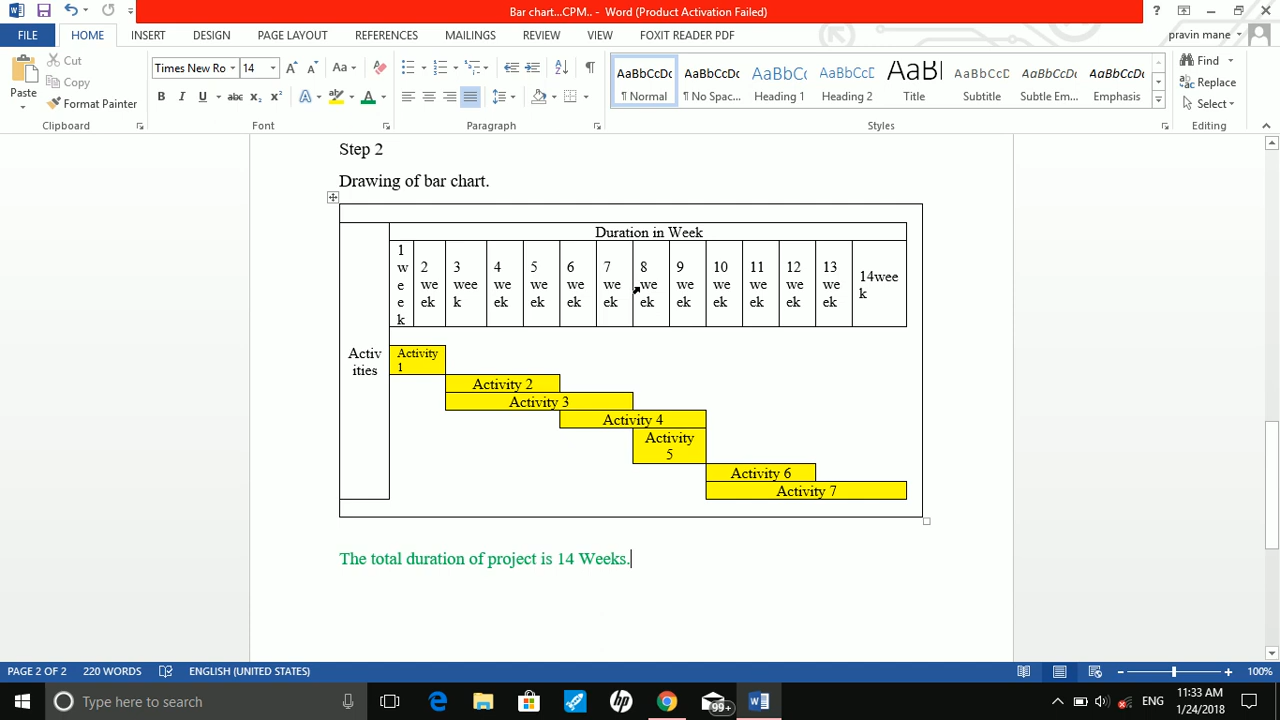 Bar chart...CPM.. - Word (Product Activation Failed)
FILE HOME INSERT DESIGN PAGE LAYOUT REFERENCES MAILINGS REVIEW VIEW FOXIT READER PDF pravin mane
Paste
Cut
Copy
Format Painter
Clipboard
Times New Ro 14
Aa
B I U abc x₂ x² A A
Font
Paragraph
AaBbCcDc AaBbCcDc AaBbCc AaBbCcC AaBl AaBbCcD AaBbCcDc AaBbCcDc
¶ Normal ¶ No Spac... Heading 1 Heading 2 Title Subtitle Subtle Em... Emphasis
Styles
Find
Replace
Select
Editing
Step 2
Drawing of bar chart.
Activ
ities
Duration in Week
1
w
e
e
k
2
we
ek
3
wee
k
4
we
ek
5
we
ek
6
we
ek
7
we
ek
8
we
ek
9
we
ek
10
we
ek
11
we
ek
12
we
ek
13
we
ek
14wee
k
Activity
1
Activity 2
Activity 3
Activity 4
Activity
5
Activity 6
Activity 7
The total duration of project is 14 Weeks.
PAGE 2 OF 2 220 WORDS ENGLISH (UNITED STATES) 100%
Type here to search
99+
ENG
11:33 AM
1/24/2018